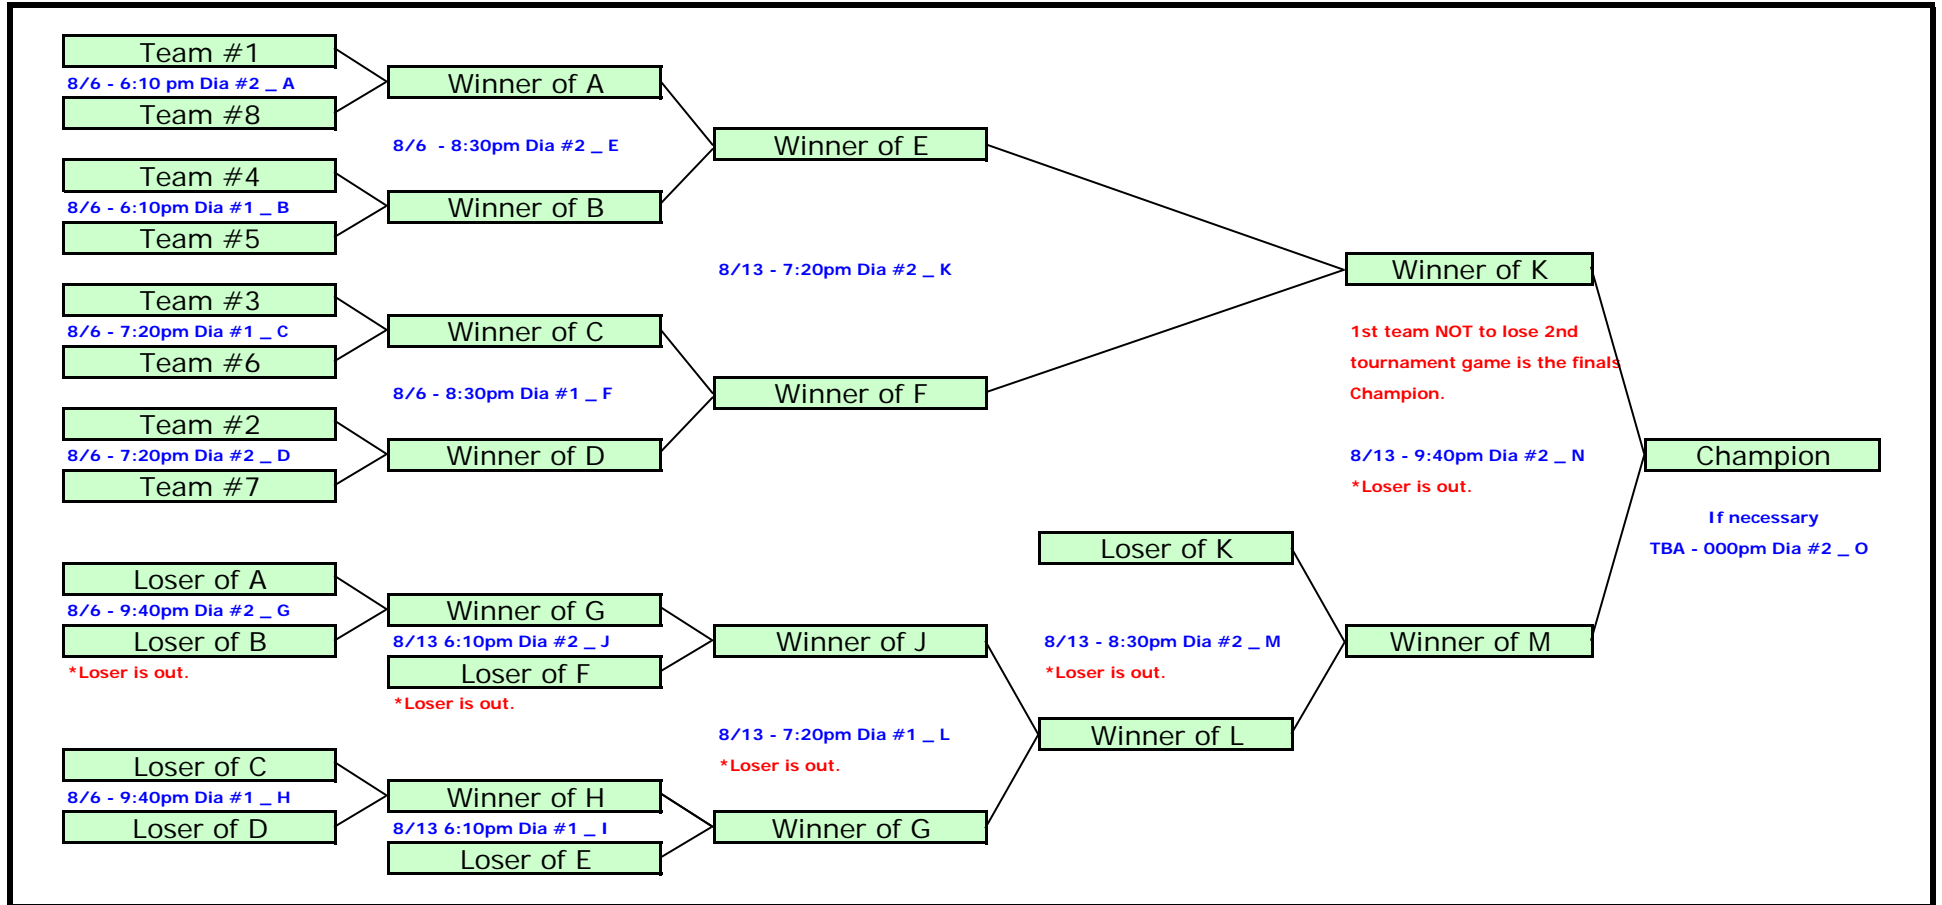 Team #1
8/6 - 6:10 pm Dia #2 _ A
Team #8
Team #4
8/6 - 6:10pm Dia #1 _ B
Team #5
Team #3
8/6 - 7:20pm Dia #1 _ C
Team #6
Team #2
8/6 - 7:20pm Dia #2 _ D
Team #7
Loser of A
8/6 - 9:40pm Dia #2 _ G
Loser of B
*Loser is out.
Loser of C
8/6 - 9:40pm Dia #1 _ H
Loser of D
Winner of A
8/6  - 8:30pm Dia #2 _ E
Winner of B
Winner of C
8/6 - 8:30pm Dia #1 _ F
Winner of D
Winner of G
8/13 6:10pm Dia #2 _ J
Loser of F
*Loser is out.
Winner of H
8/13 6:10pm Dia #1 _ I
Loser of E
Winner of E
8/13 - 7:20pm Dia #2 _ K
Winner of F
Winner of J
8/13 - 7:20pm Dia #1 _ L
*Loser is out.
Winner of G
Loser of K
8/13 - 8:30pm Dia #2 _ M
*Loser is out.
Winner of L
Winner of K
1st team NOT to lose 2nd
tournament game is the finals
Champion.
8/13 - 9:40pm Dia #2 _ N
*Loser is out.
Winner of M
Champion
If necessary
TBA - 000pm Dia #2 _ O